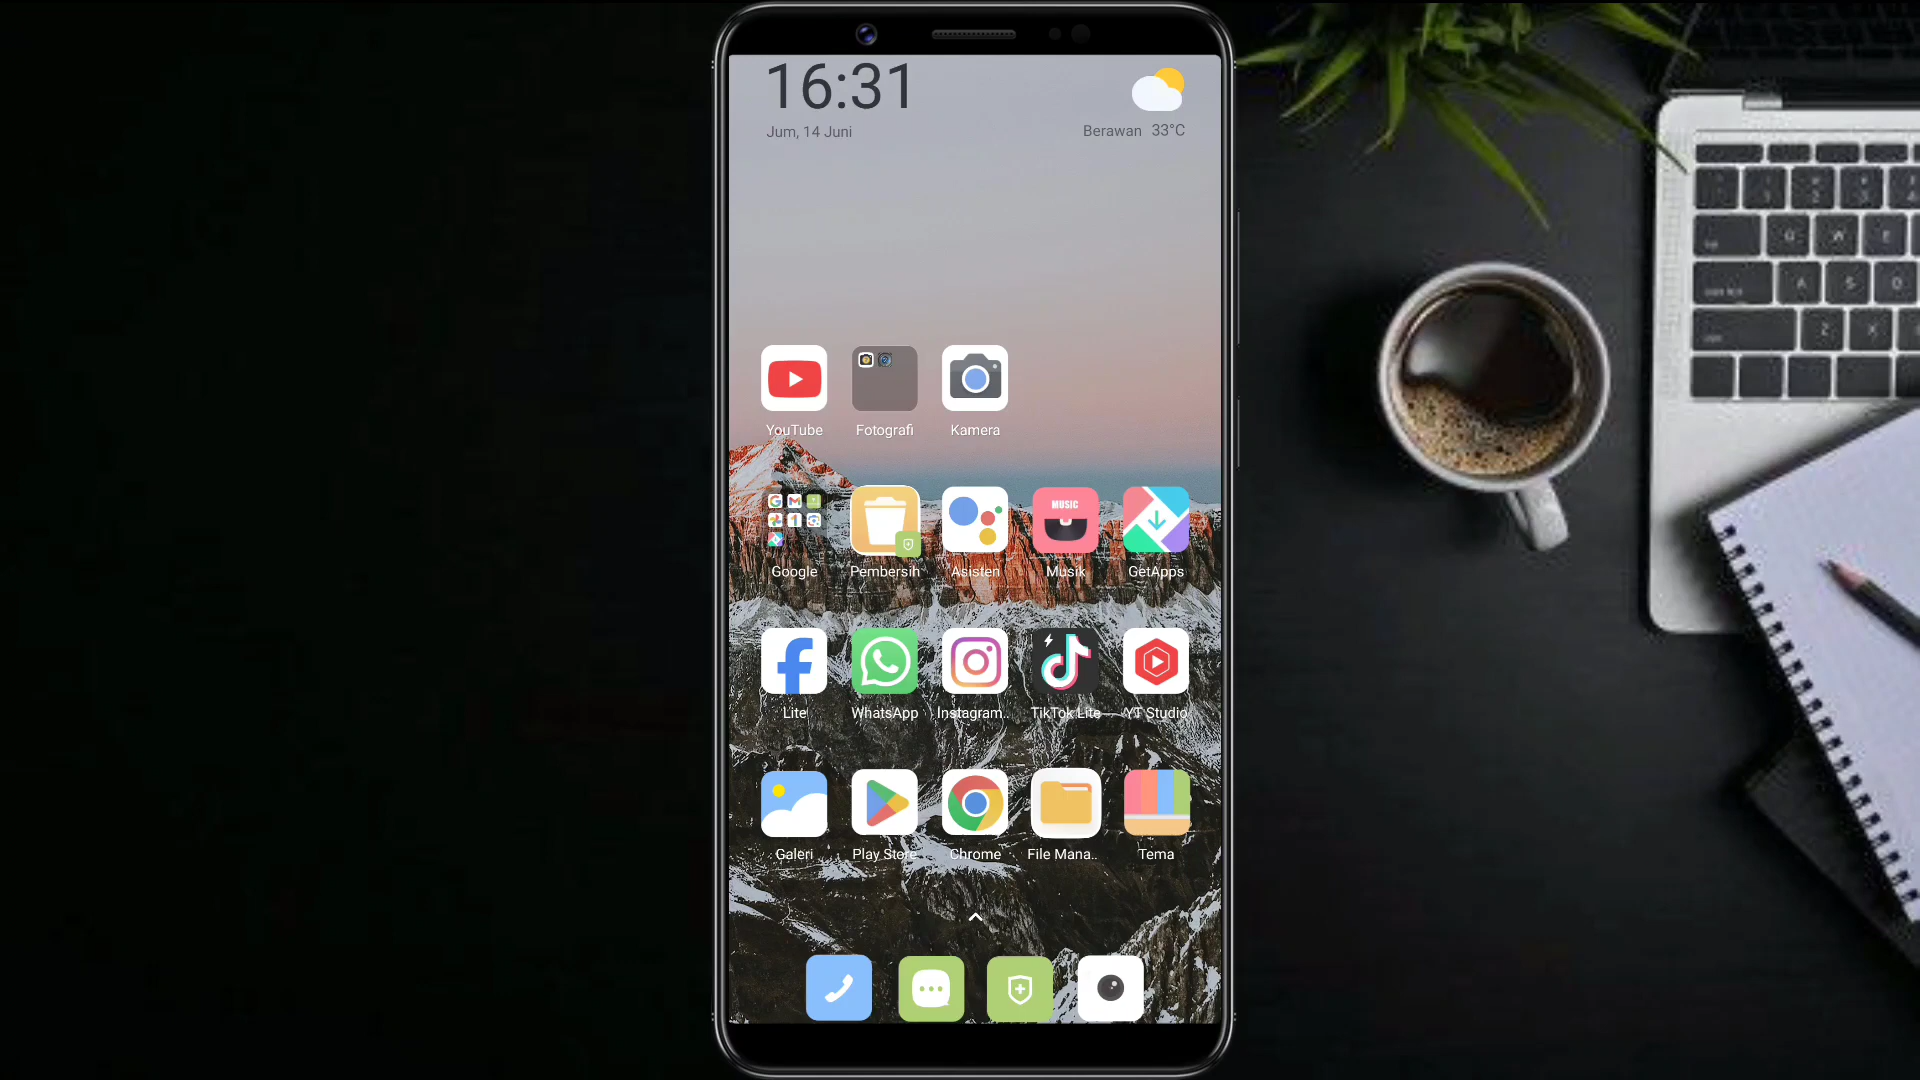 16:31
Jum, 14 Juni
Berawan 33°C
YouTube
Fotografi
Kamera
MUSIC
Google
Pembersih
Asisten
Musik
GetApps
Lite
WhatsApp
Instagram..
TikTok Lite
YT Studio
Galeri
Play Store
Chrome
File Mana..
Tema
Q W E
A S D
Z X